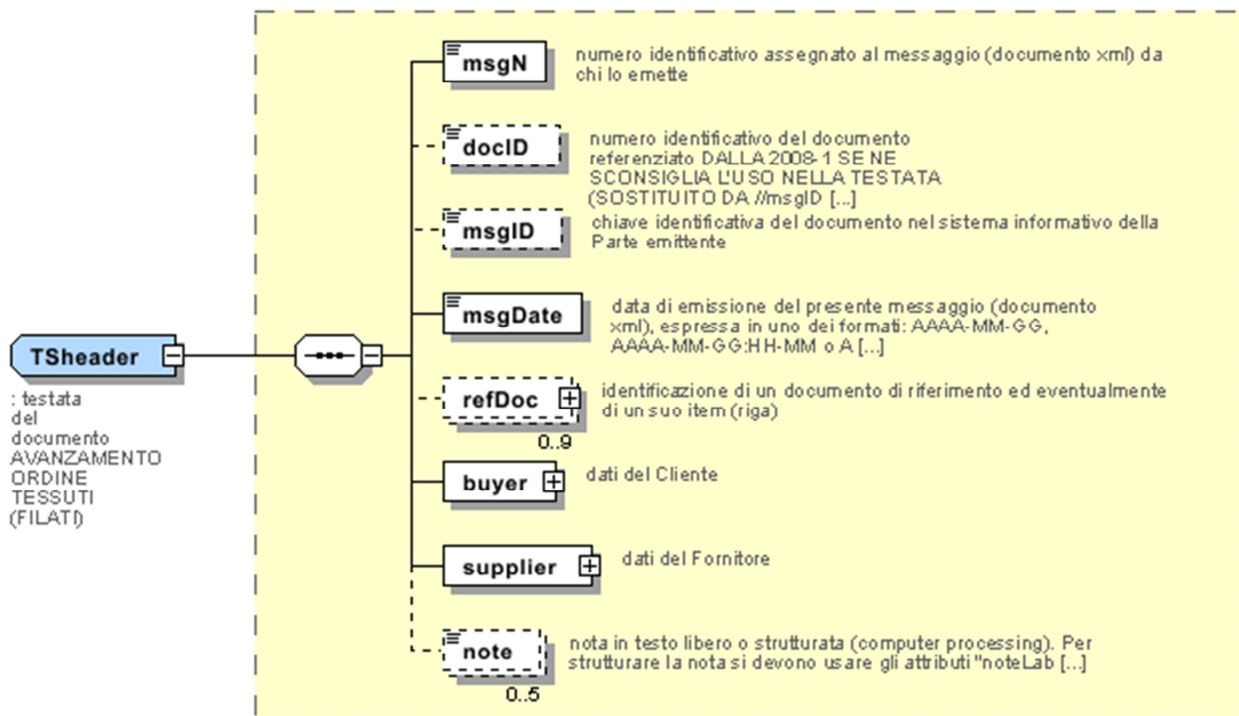 msgN
numero identificativo assegnato al messaggio (documento xml) da
chi lo emette
docID
numero identificativo del documento
referenziato DALLA 2008-1 SE NE
SCONSIGLIA L'USO NELLA TESTATA
(SOSTITUITO DA //msgID [...]
msgID
chiave identificativa del documento nel sistema informativo della
Parte emittente
msgDate
data di emissione del presente messaggio (documento
xml), espressa in uno dei formati: AAAA-MM-GG,
AAAA-MM-GG:HH-MM o A [...]
TSheader
: testata
del
documento
AVANZAMENTO
ORDINE
TESSUTI
(FILATI)
refDoc
0..9
identificazione di un documento di riferimento ed eventualmente
di un suo item (riga)
buyer
dati del Cliente
supplier
dati del Fornitore
note
0..5
nota in testo libero o strutturata (computer processing). Per
strutturare la nota si devono usare gli attributi "noteLab [...]